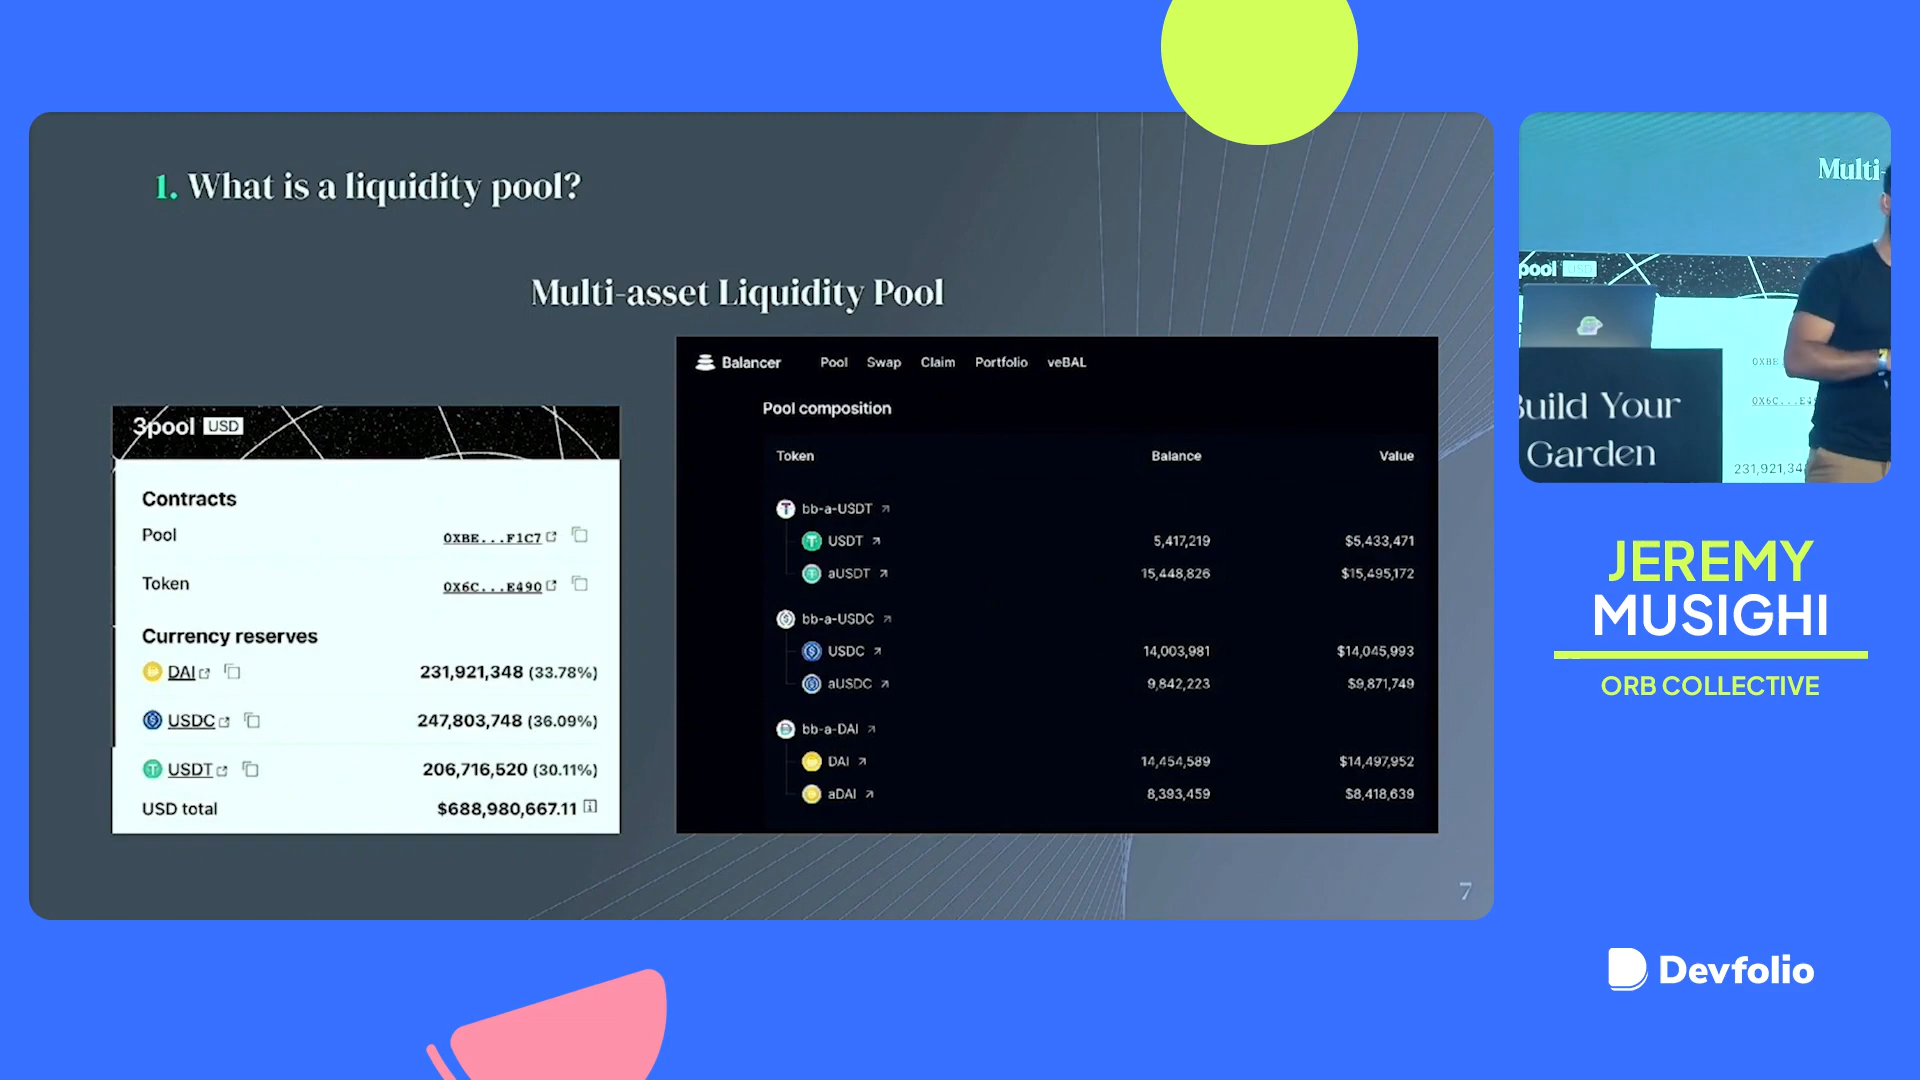 1. What is a liquidity pool?
Multi-asset Liquidity Pool
3pool USD
Contracts
Pool 0XBE...F1C7
Token 0X6C...E490
Currency reserves
DAI 231,921,348 (33.78%)
USDC 247,803,748 (36.09%)
USDT 206,716,520 (30.11%)
USD total $688,980,667.11
Balancer Pool Swap Claim Portfolio veBAL
Pool composition
Token Balance Value
bb-a-USDT
USDT 5,417,219 $5,433,471
aUSDT 15,448,826 $15,495,172
bb-a-USDC
USDC 14,003,981 $14,045,993
aUSDC 9,842,223 $9,871,749
bb-a-DAI
DAI 14,454,589 $14,497,952
aDAI 8,393,459 $8,418,639
7
Multi-
pool USD
0XBE
0X6C...E49
231,921,34
Build Your
Garden
JEREMY
MUSIGHI
ORB COLLECTIVE
Devfolio